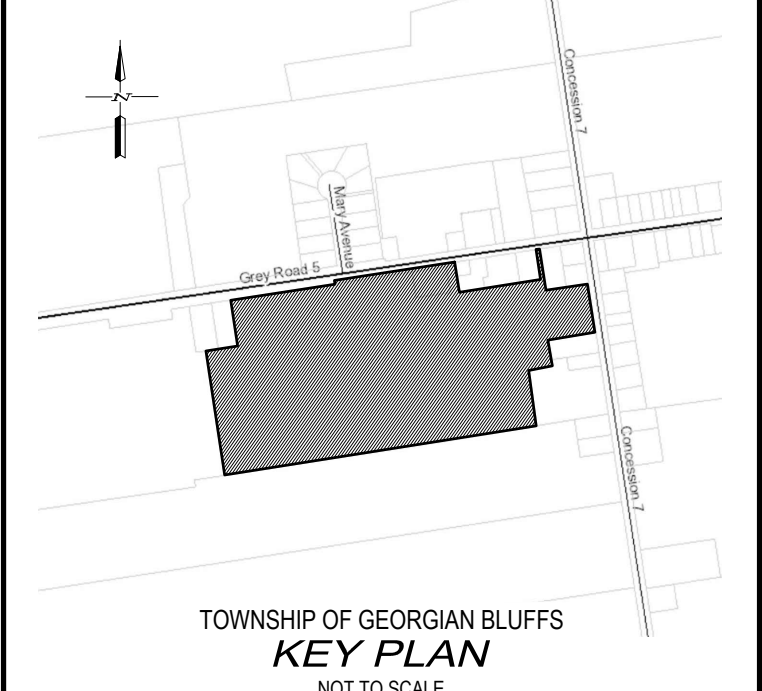 N
Concession 7
Mary Avenue
Grey Road 5
Concession 7
TOWNSHIP OF GEORGIAN BLUFFS
KEY PLAN
NOT TO SCALE